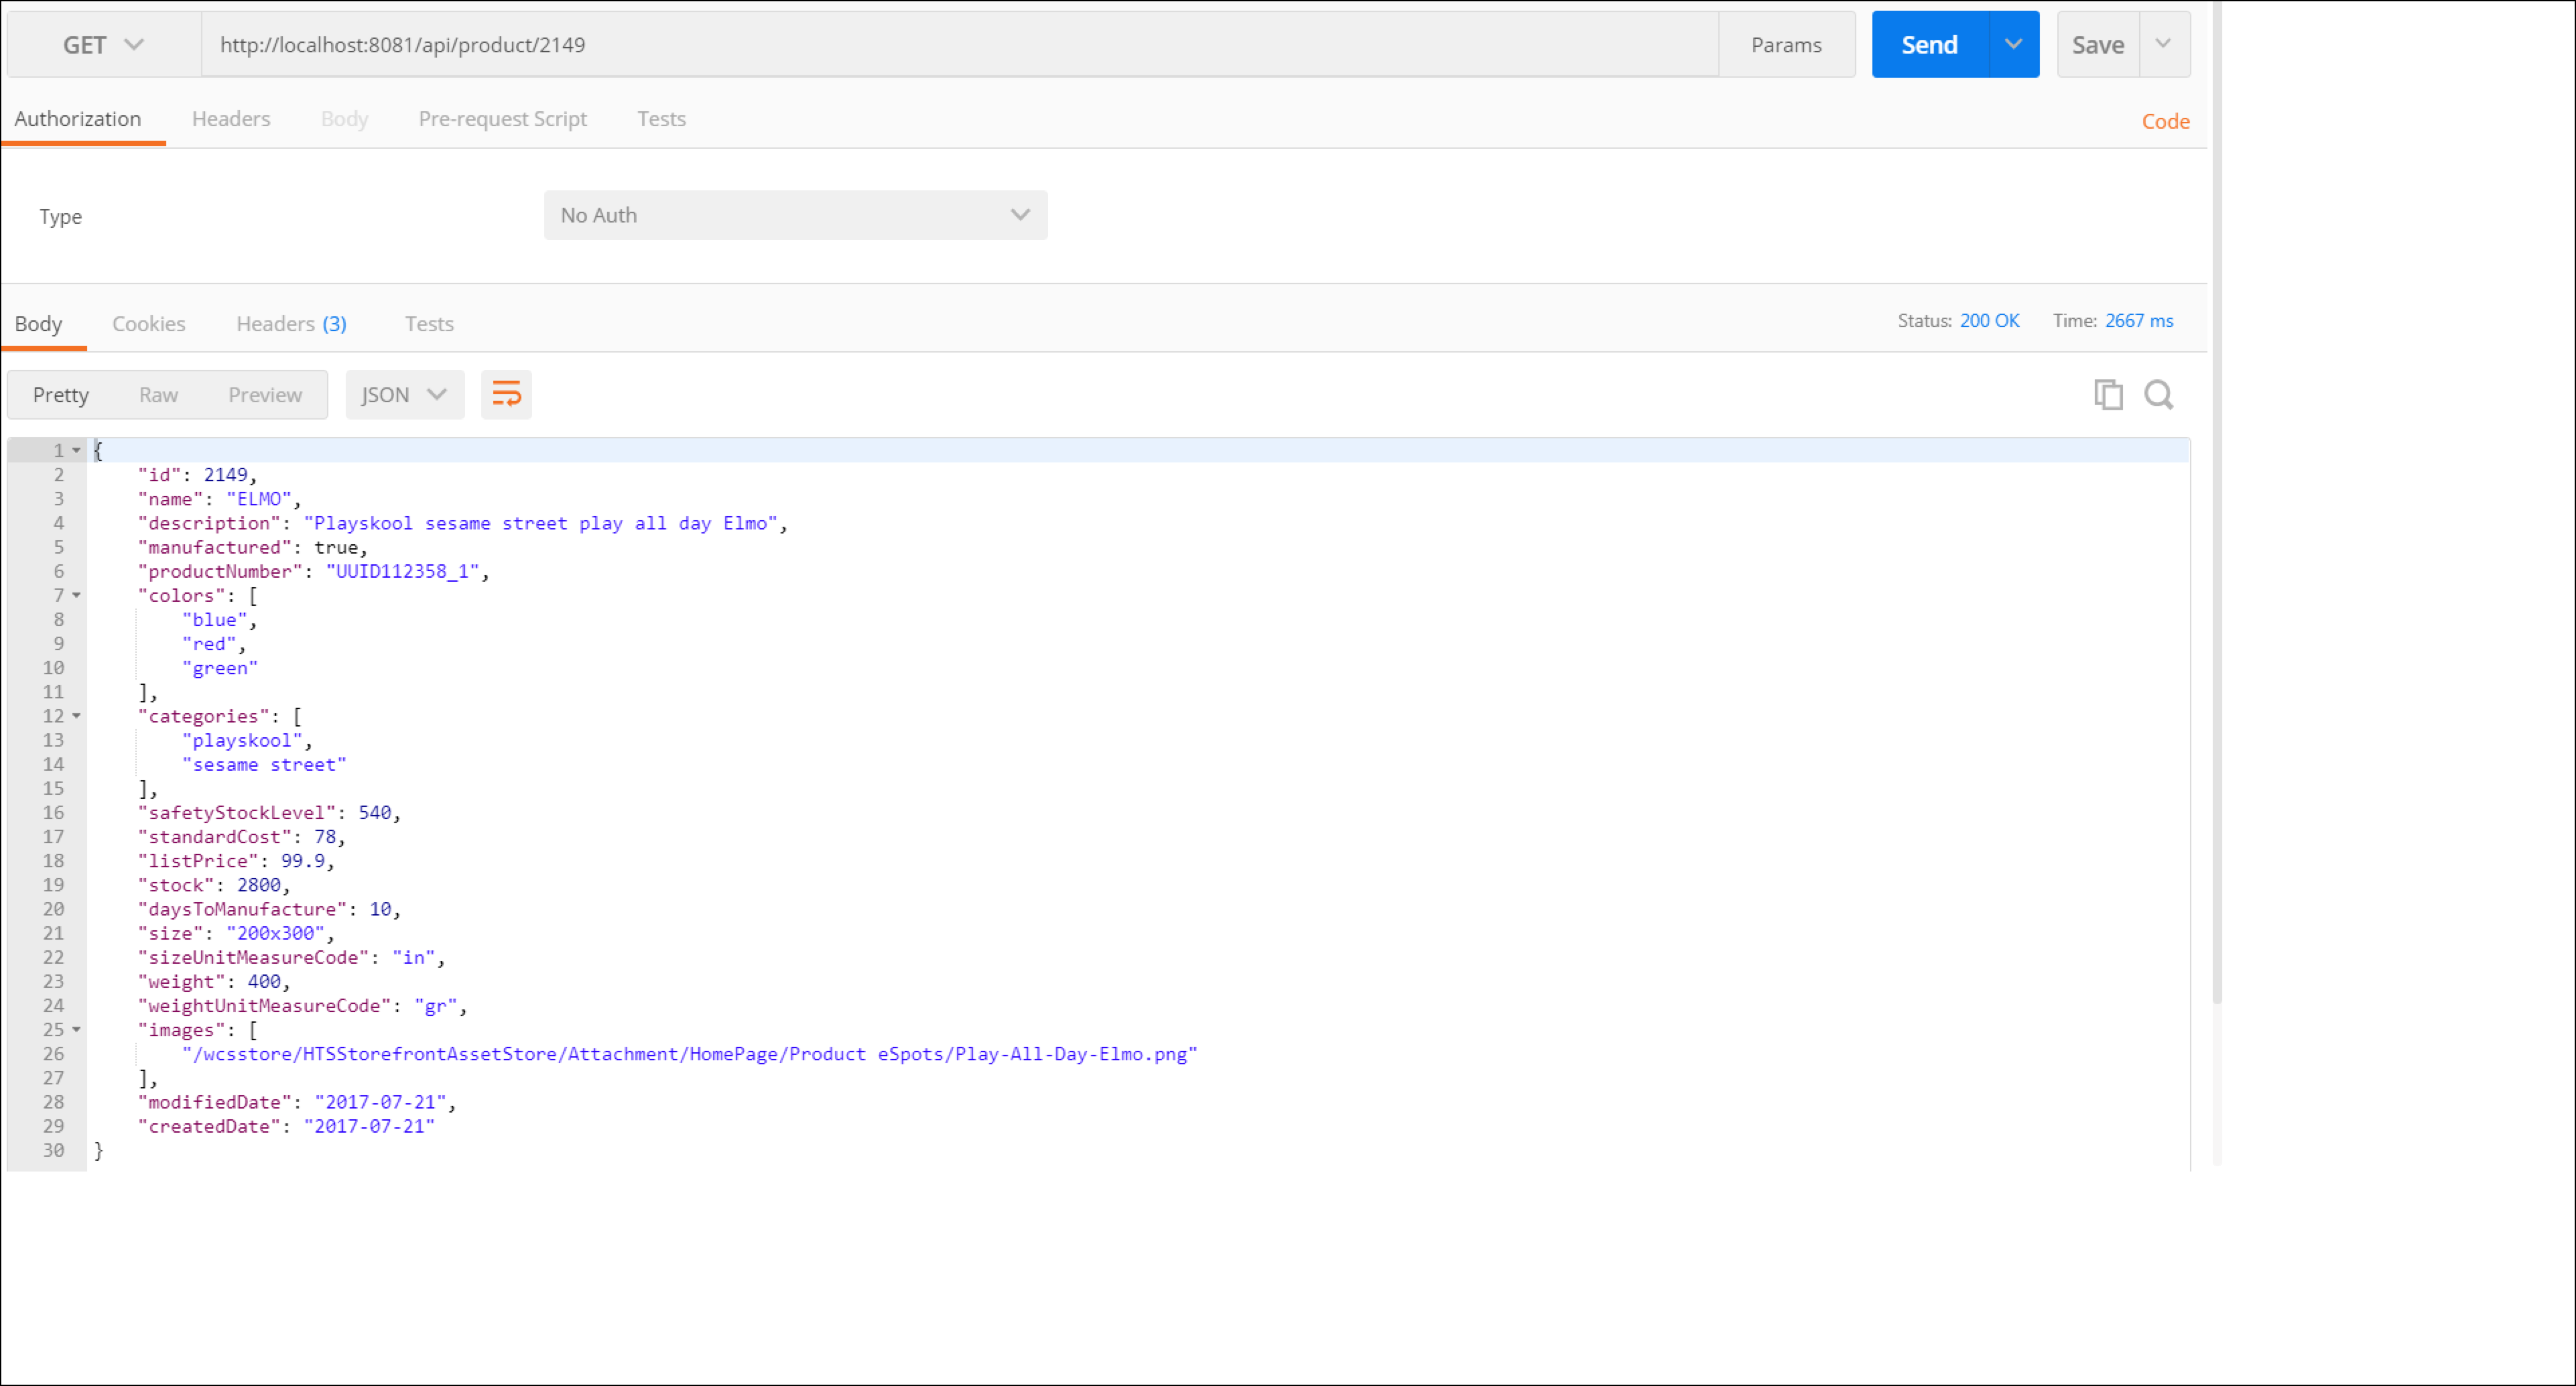 GET http://localhost:8081/api/product/2149 Params Send Save
Authorization Headers Body Pre-request Script Tests Code
Type No Auth
Body Cookies Headers (3) Tests Status: 200 OK Time: 2667 ms
Pretty Raw Preview JSON
1 {
2 "id": 2149,
3 "name": "ELMO",
4 "description": "Playskool sesame street play all day Elmo",
5 "manufactured": true,
6 "productNumber": "UUID112358_1",
7 "colors": [
8 "blue",
9 "red",
10 "green"
11 ],
12 "categories": [
13 "playskool",
14 "sesame street"
15 ],
16 "safetyStockLevel": 540,
17 "standardCost": 78,
18 "listPrice": 99.9,
19 "stock": 2800,
20 "daysToManufacture": 10,
21 "size": "200x300",
22 "sizeUnitMeasureCode": "in",
23 "weight": 400,
24 "weightUnitMeasureCode": "gr",
25 "images": [
26 "/wcsstore/HTSStorefrontAssetStore/Attachment/HomePage/Product eSpots/Play-All-Day-Elmo.png"
27 ],
28 "modifiedDate": "2017-07-21",
29 "createdDate": "2017-07-21"
30 }